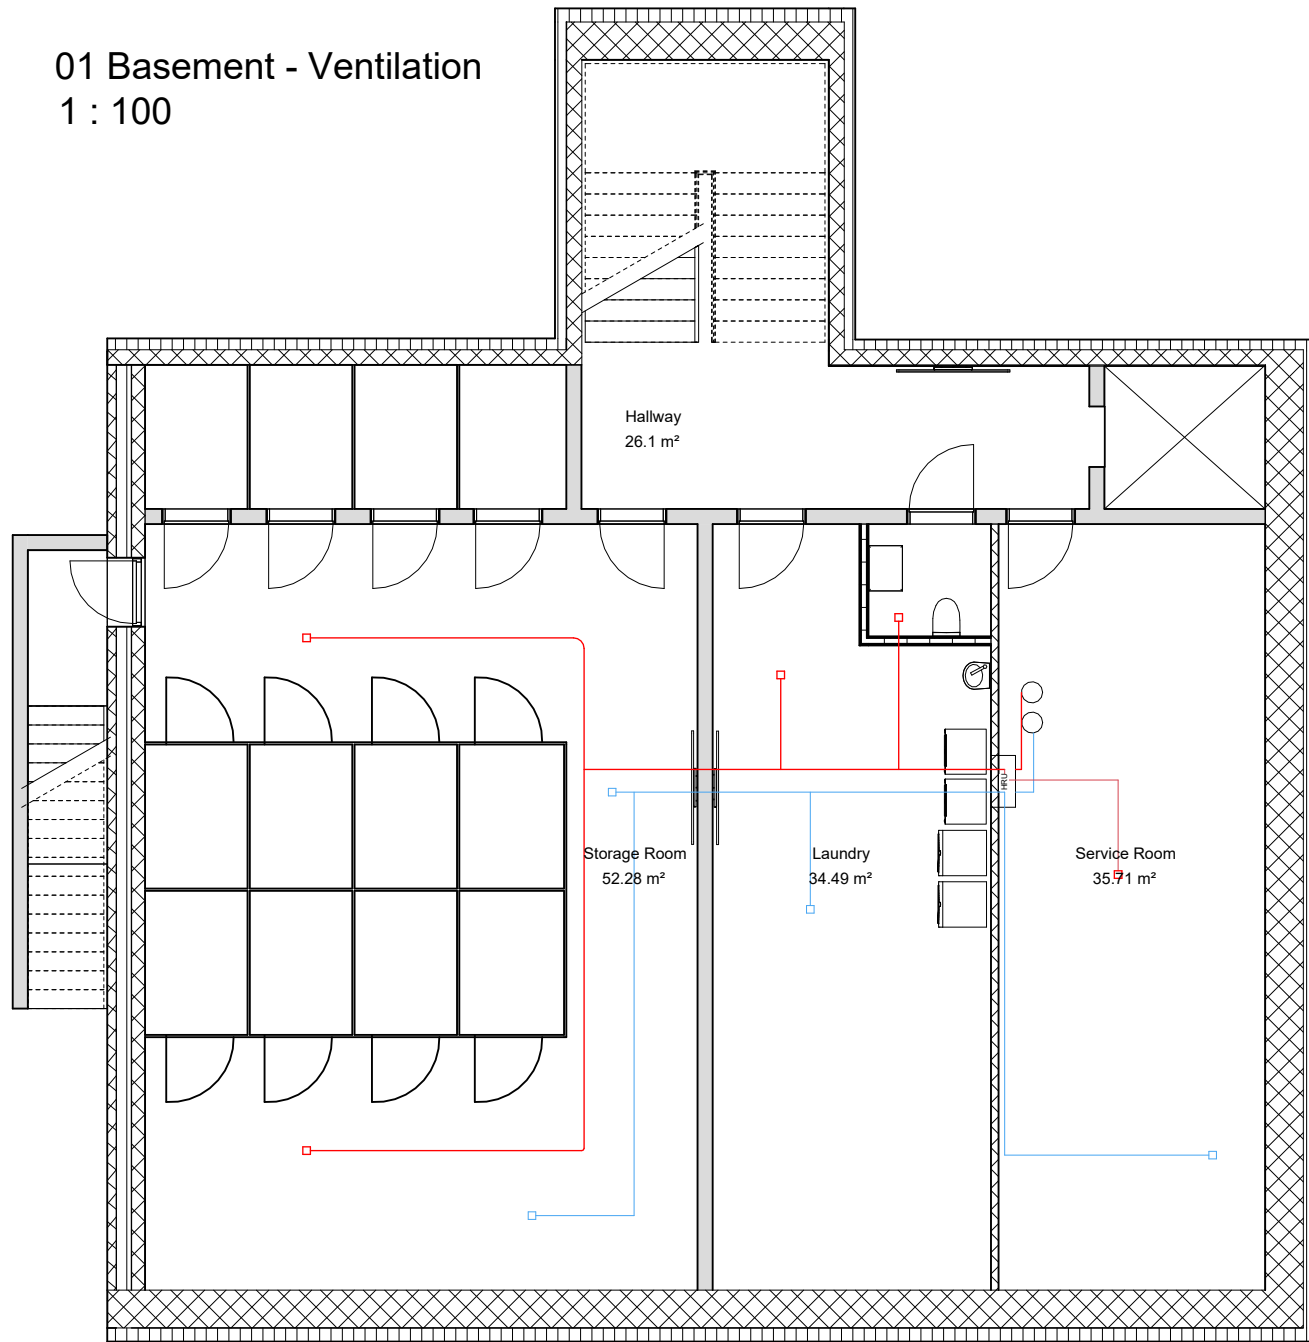 01 Basement - Ventilation
1 : 100
Hallway
26.1 m²
HRU
Storage Room
52.28 m²
Laundry
34.49 m²
Service Room
35.71 m²